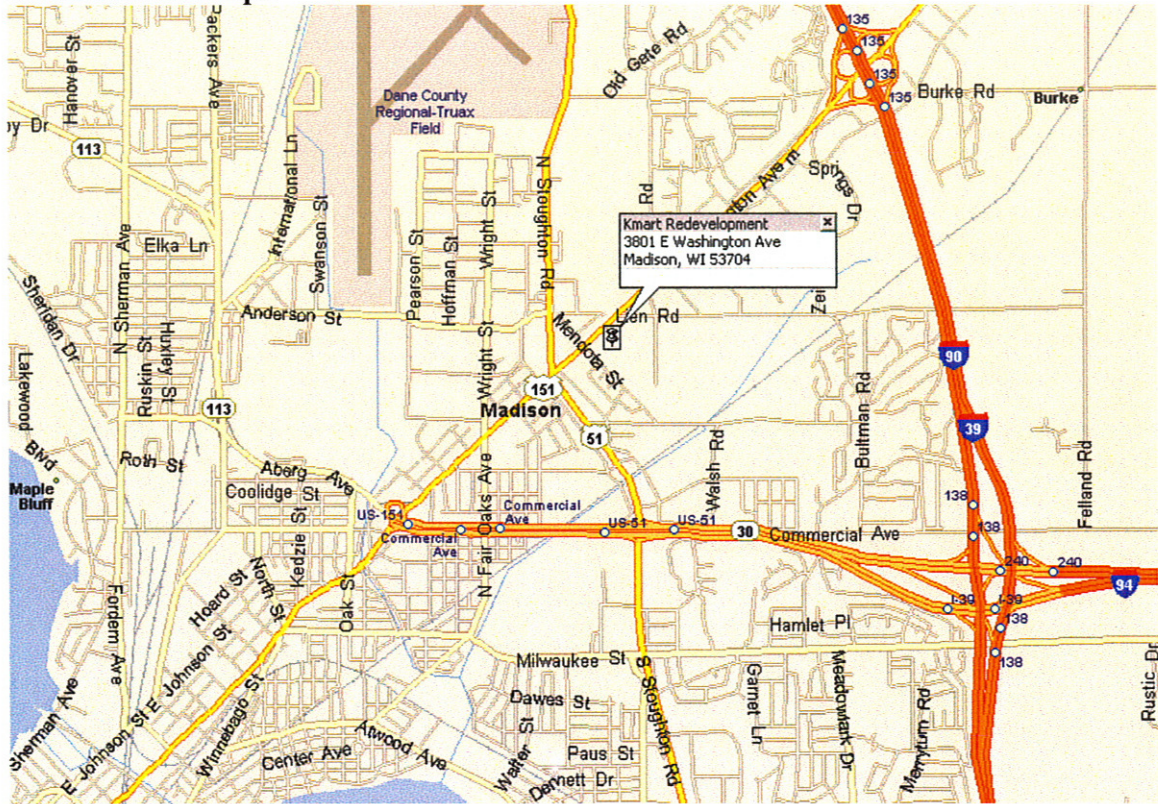 135
135
135
135
Old Gate Rd
Burke Rd
Burke
Hanover St
Packers Ave
Dane County
Regional-Truax
Field
oy Dr
113
International Ln
N Stoughton Rd
Springs Dr
gton Ave
Rd
Kmart Redevelopment
3801 E Washington Ave
Madison, WI 53704
Elka Ln
Swanson St
Pearson St
Hoffman St
Wright St
N Sherman Ave
Sheridan Dr
Anderson St
Lien Rd
Mendota St
Huxley St
Ruskin St
Wright St
Lakewood
Blvd
151
Madison
90
113
51
39
Bultman Rd
Walsh Rd
Felland Rd
Roth St
Aberg Ave
Coolidge St
Maple
Bluff
US-151
Commercial
Ave
Commercial
Ave
N Fair Oaks Ave
US-51
US-51
30
Commercial Ave
138
138
240
240
94
I-39
I-39
138
138
Kedzie St
North St
Hoard St
Oak St
Fordem Ave
E Johnson St
Hamlet Pl
Milwaukee St
S Stoughton Rd
Garnet Ln
Meadowlark Dr
Merryturn Rd
Rustic Dr
Dawes St
Sherman Ave
E Johnson St
Winnebago St
Center Ave
Atwood Ave
Walter St
Paus St
Dennett Dr